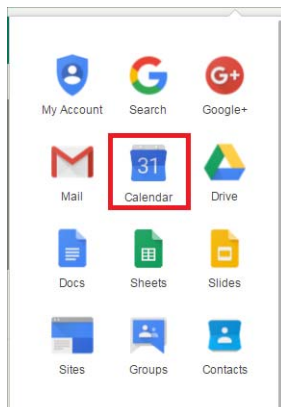 My Account Search Google+
G+
31
Mail Calendar Drive
Docs Sheets Slides
Sites Groups Contacts